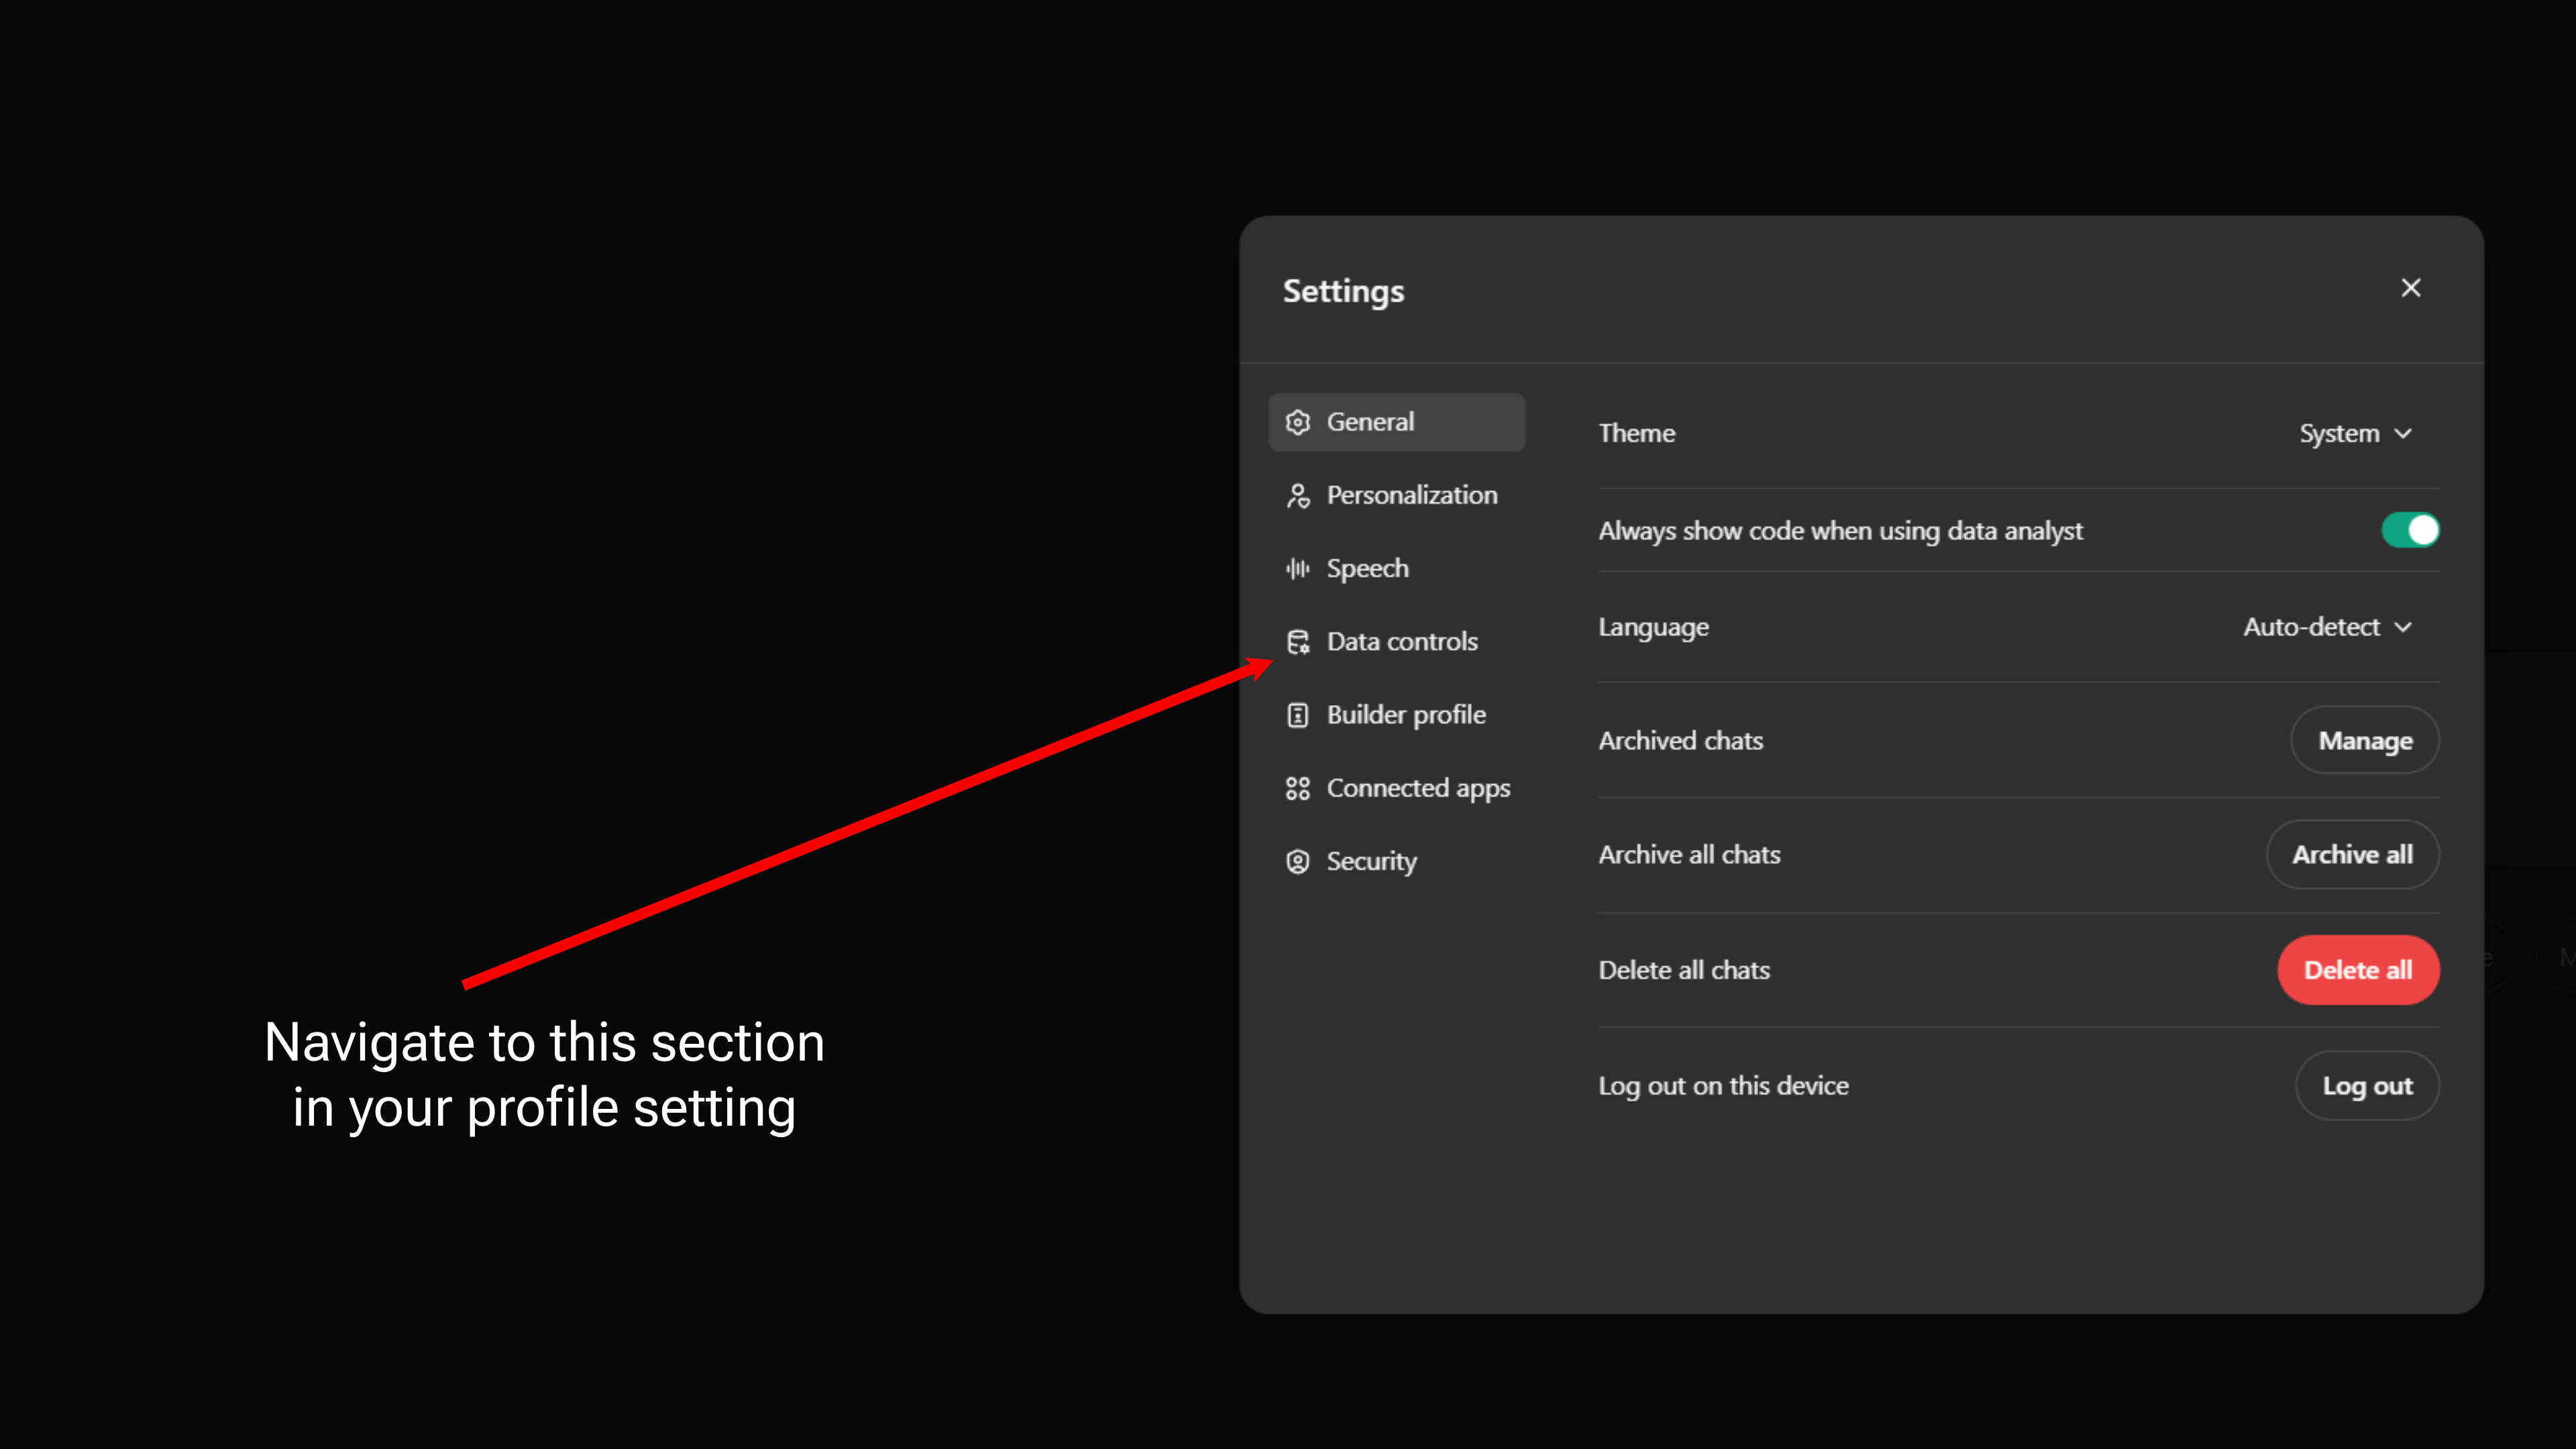 Settings
General
Personalization
Speech
Data controls
Builder profile
Connected apps
Security
Theme
System
Always show code when using data analyst
Language
Auto-detect
Archived chats
Manage
Archive all chats
Archive all
Delete all chats
Delete all
Log out on this device
Log out
Navigate to this section
in your profile setting